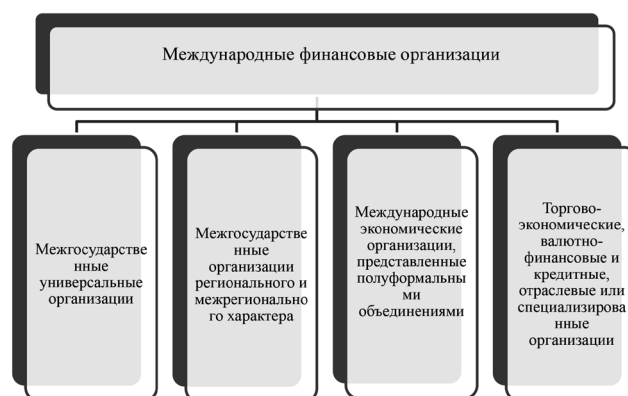 Международные финансовые организации
Межгосударстве
нные
универсальные
организации
Межгосударстве
нные
организации
регионального и
межрегионально
го характера
Международные
экономические
организации,
представленные
полуформальны
ми
объединениями
Торгово-
экономические,
валютно-
финансовые и
кредитные,
отраслевые или
специализирова
нные
организации